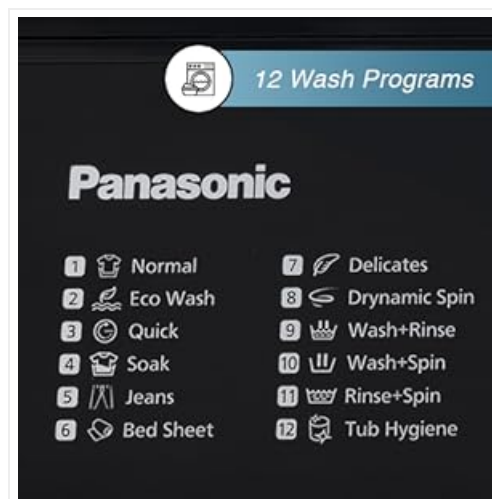 12 Wash Programs
Panasonic
1 Normal
2 Eco Wash
3 Quick
4 Soak
5 Jeans
6 Bed Sheet
7 Delicates
8 Drynamic Spin
9 Wash+Rinse
10 Wash+Spin
11 Rinse+Spin
12 Tub Hygiene